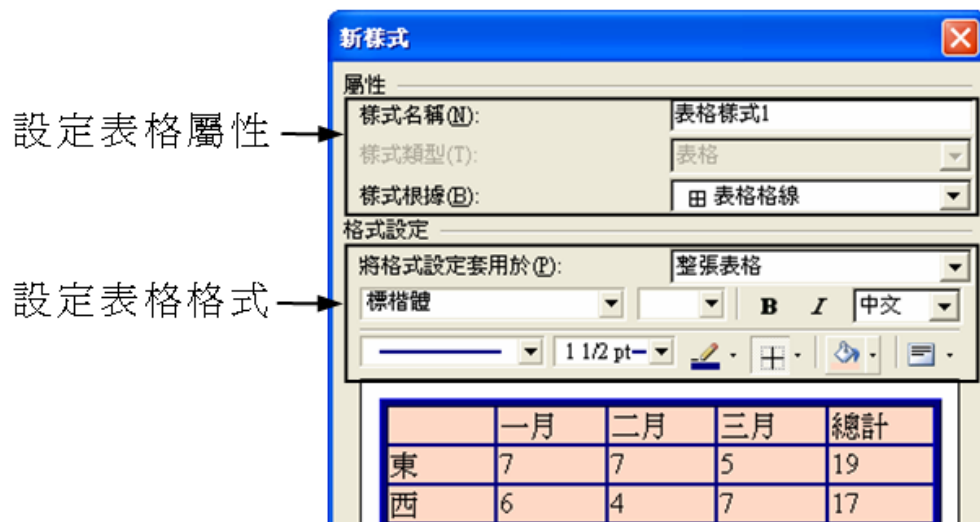 新樣式
屬性
設定表格屬性
樣式名稱(N): 表格樣式1
樣式類型(T): 表格
樣式根據(B): 表格格線
格式設定
將格式設定套用於(P): 整張表格
設定表格格式
標楷體 B I 中文
1 1/2 pt
一月 二月 三月 總計
東 7 7 5 19
西 6 4 7 17